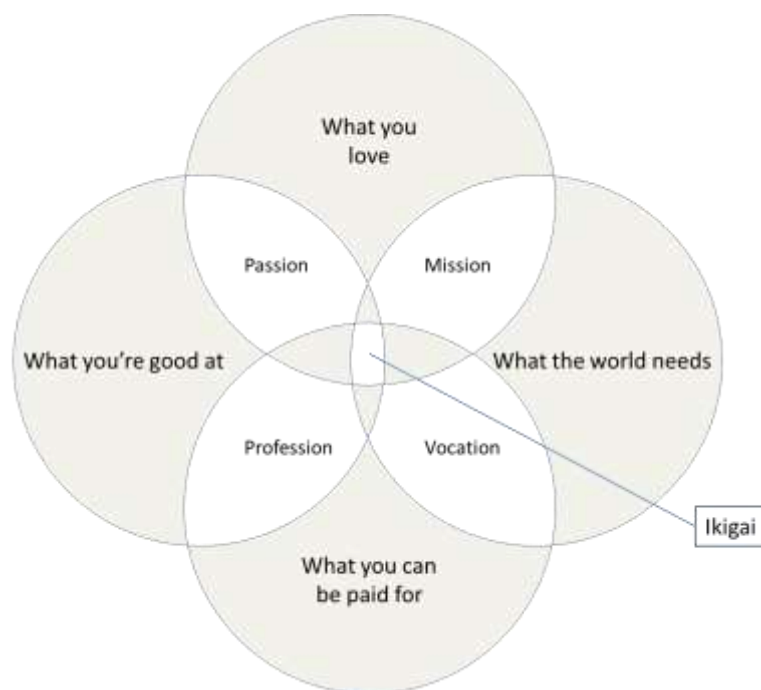 What you
love
Passion
Mission
What you're good at
What the world needs
Profession
Vocation
Ikigai
What you can
be paid for